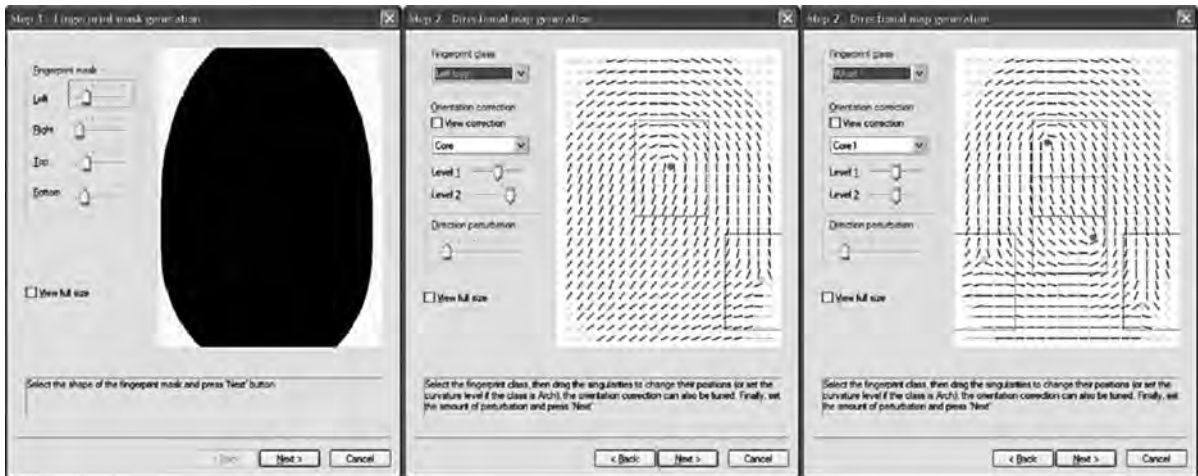 Step 1 - Fingerprint mask generation
Fingerprint mask
Left
Right
Top
Bottom
View full size
Select the shape of the fingerprint mask and press 'Next' button
< Back
Next >
Cancel
Step 2 - Directional map generation
Fingerprint class
Left loop
Orientation correction
View correction
Core
Level 1
Level 2
Direction perturbation
View full size
Select the fingerprint class, then drag the singularities to change their positions (or set the
curvature level if the class is Arch); the orientation correction can also be tuned. Finally, set
the amount of perturbation and press 'Next'
< Back
Next >
Cancel
Step 2 - Directional map generation
Fingerprint class
Whorl
Orientation correction
View correction
Core1
Level 1
Level 2
Direction perturbation
View full size
Select the fingerprint class, then drag the singularities to change their positions (or set the
curvature level if the class is Arch); the orientation correction can also be tuned. Finally, set
the amount of perturbation and press 'Next'
< Back
Next >
Cancel